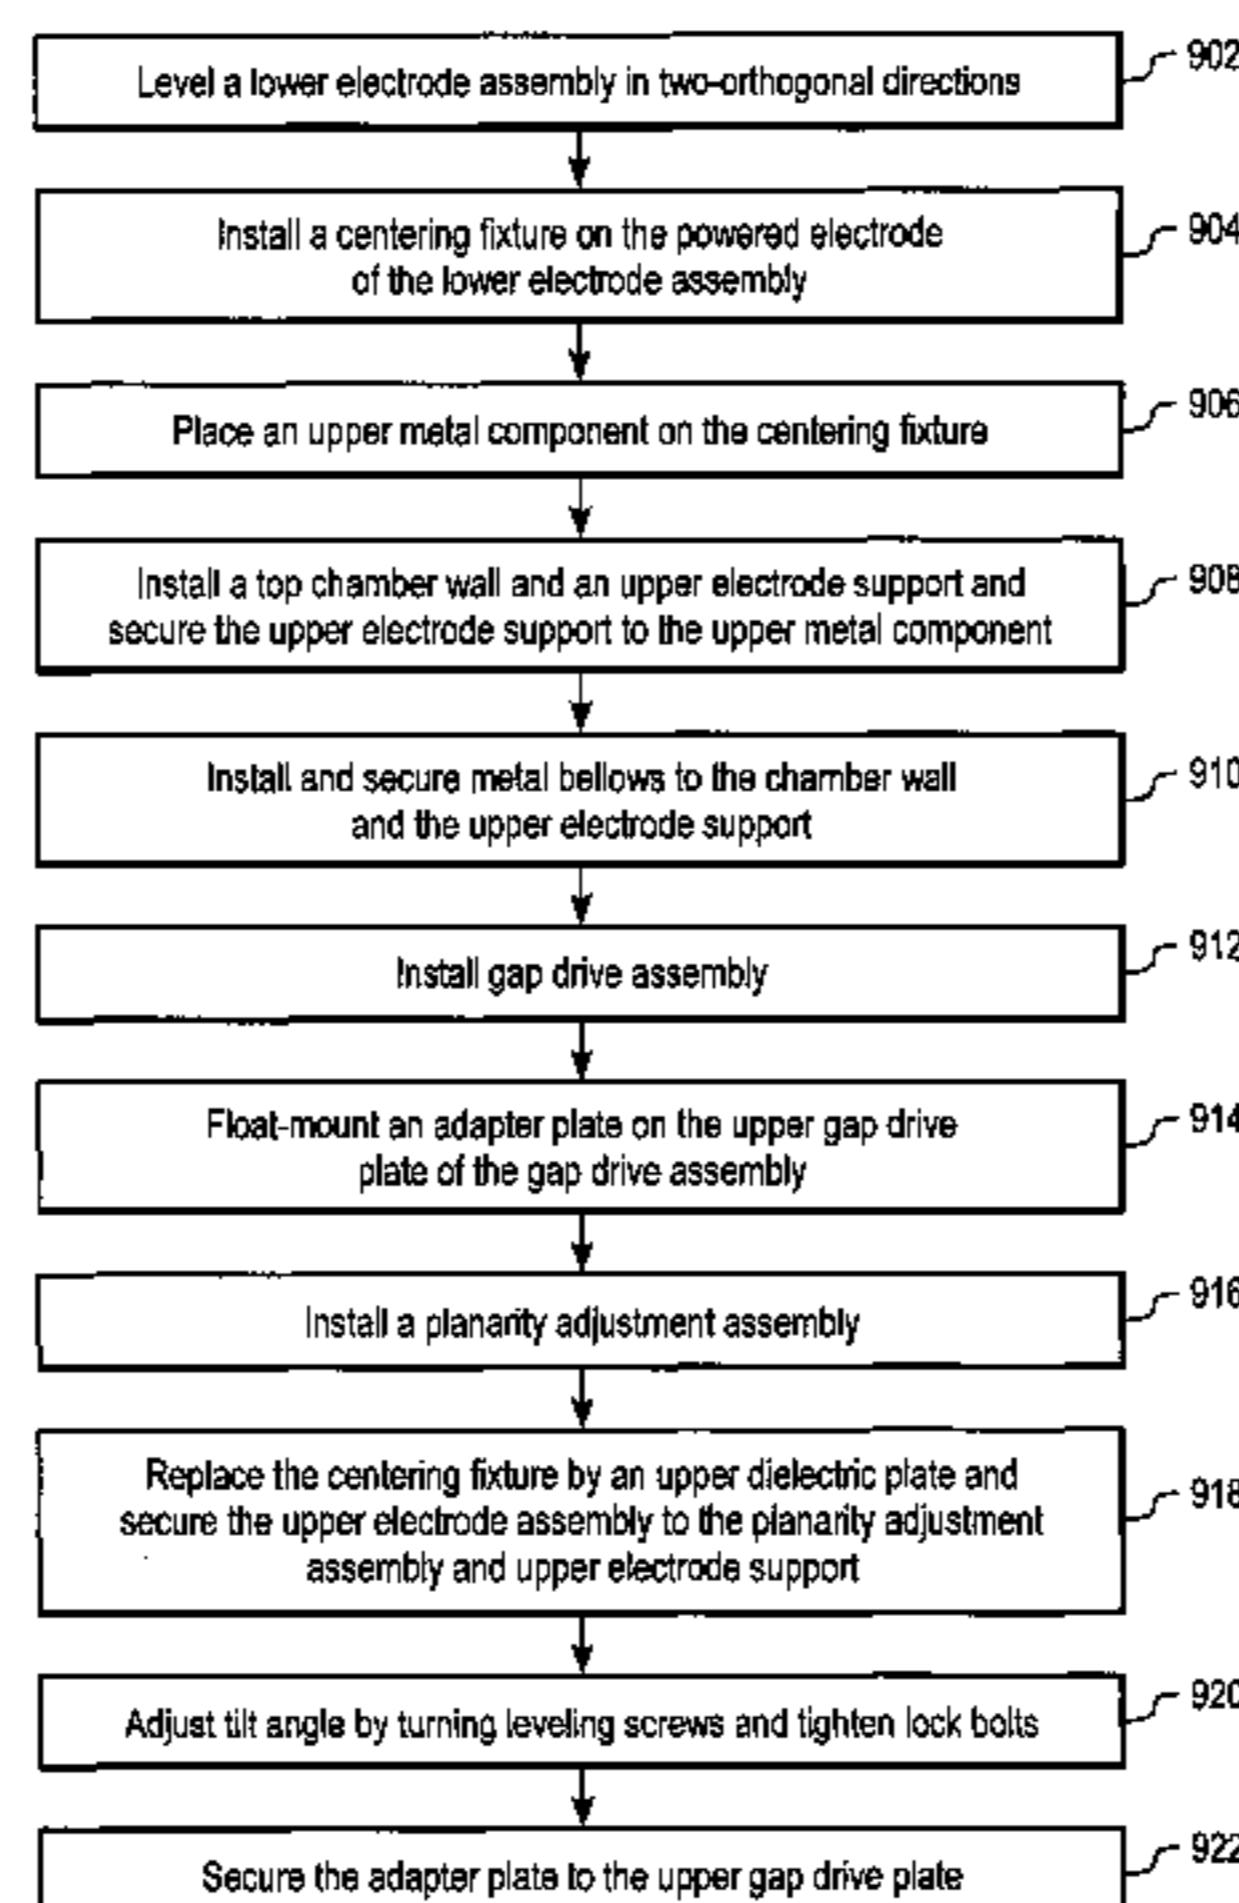 Level a lower electrode assembly in two-orthogonal directions
902
Install a centering fixture on the powered electrode
of the lower electrode assembly
904
Place an upper metal component on the centering fixture
906
Install a top chamber wall and an upper electrode support and
secure the upper electrode support to the upper metal component
908
Install and secure metal bellows to the chamber wall
and the upper electrode support
910
Install gap drive assembly
912
Float-mount an adapter plate on the upper gap drive
plate of the gap drive assembly
914
Install a planarity adjustment assembly
916
Replace the centering fixture by an upper dielectric plate and
secure the upper electrode assembly to the planarity adjustment
assembly and upper electrode support
918
Adjust tilt angle by turning leveling screws and tighten lock bolts
920
Secure the adapter plate to the upper gap drive plate
922